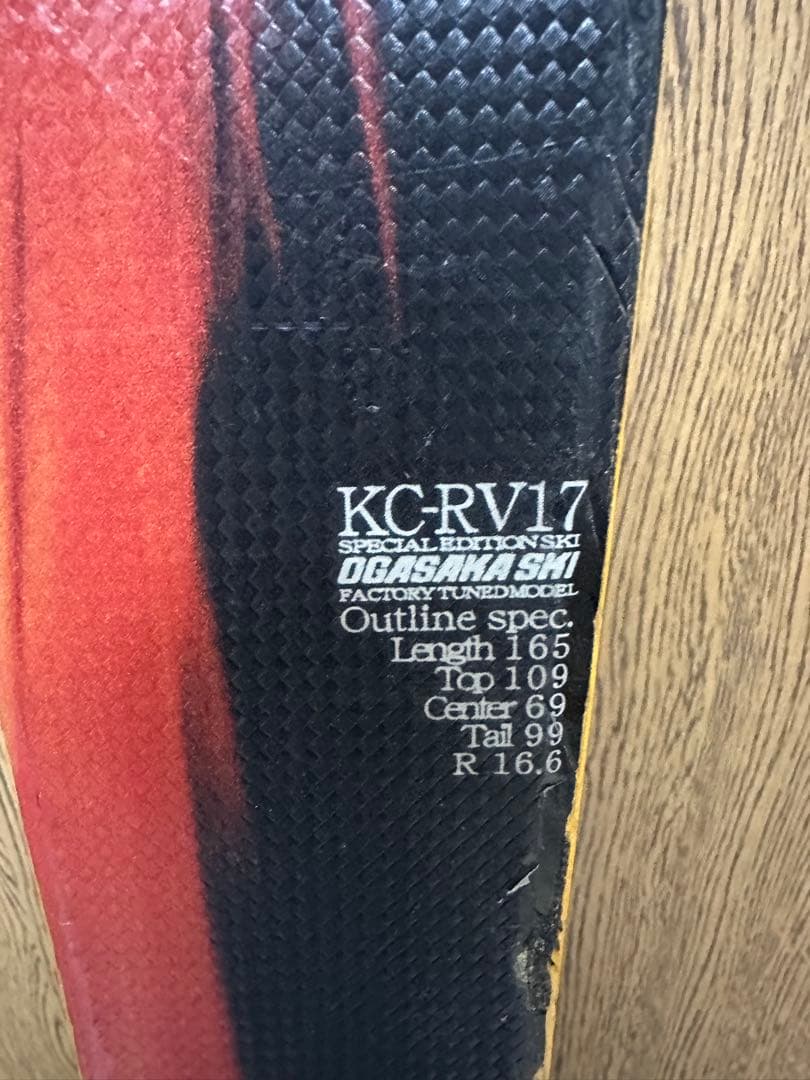 KC-RV17
SPECIAL EDITION SKI
OGASAKA SKI
FACTORY TUNED MODEL
Outline spec.
Length 165
Top 109
Center 69
Tail 99
R 16.6